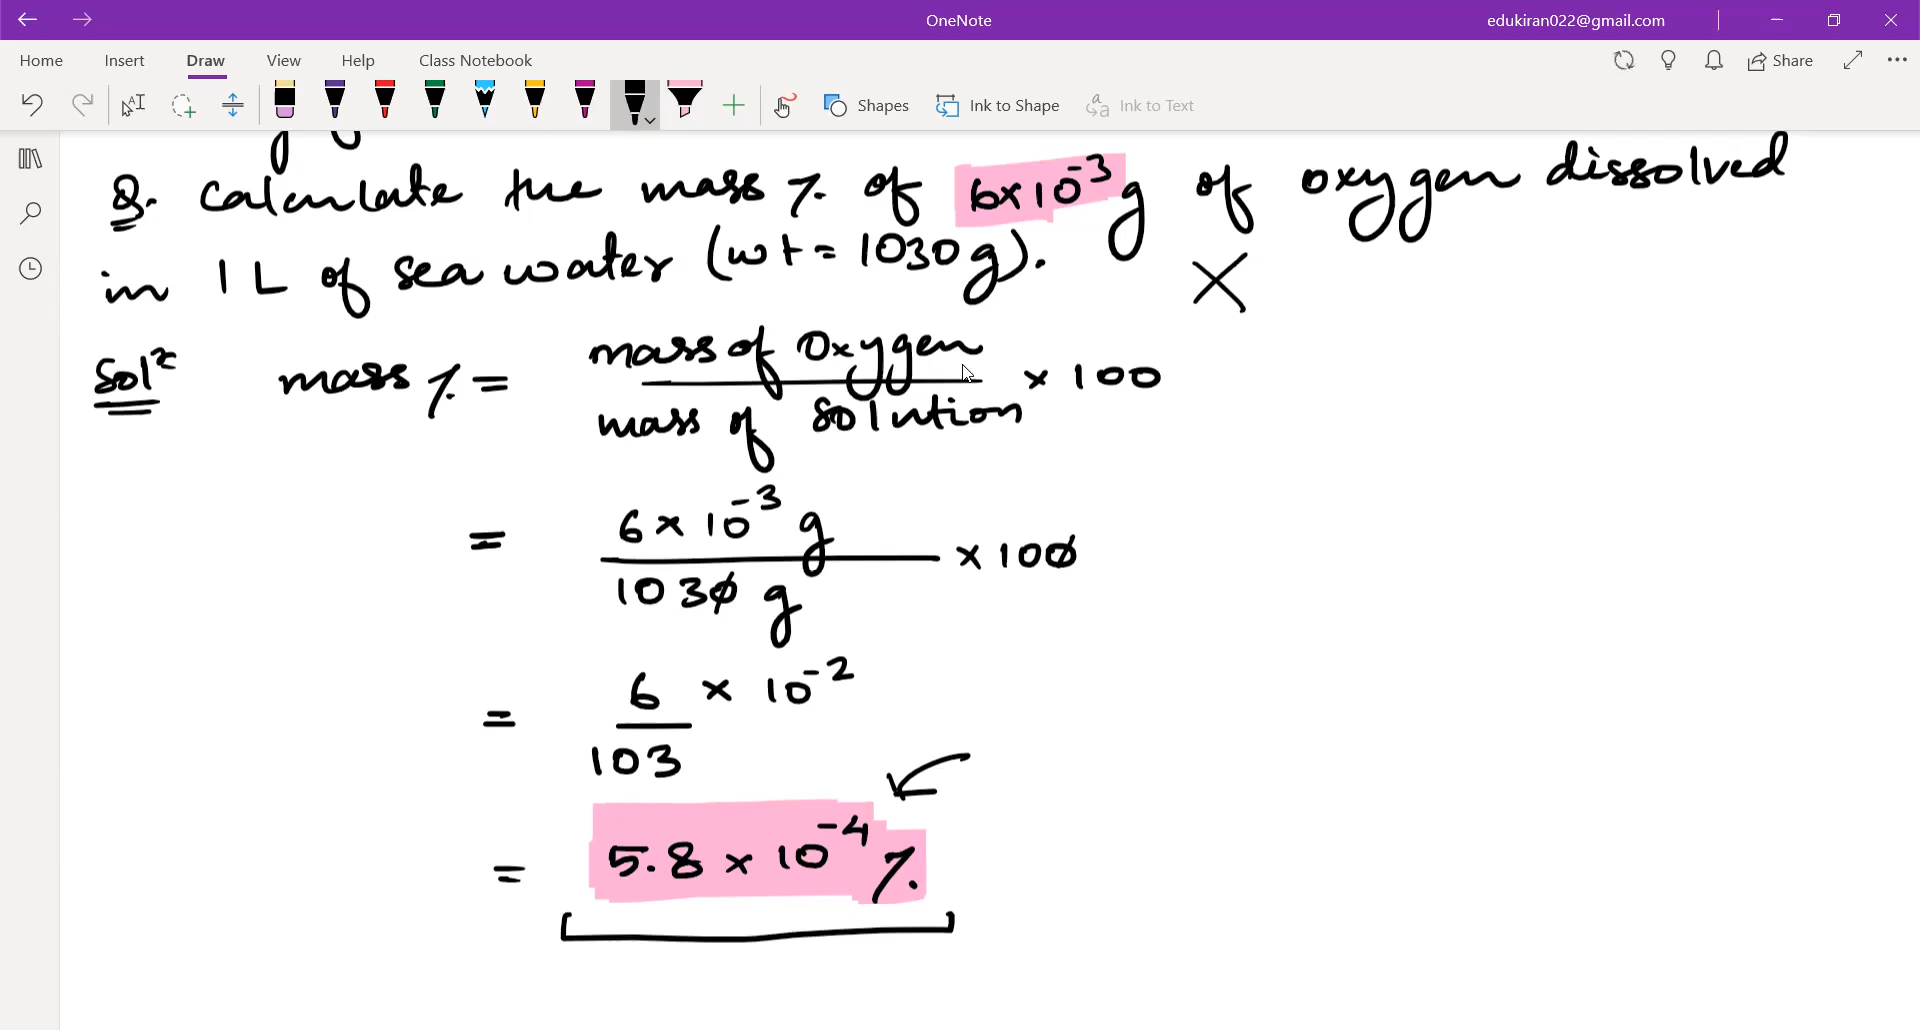 OneNote
edukiran022@gmail.com
Home Insert Draw View Help Class Notebook
Share
Shapes Ink to Shape Ink to Text
Q. Calculate the mass % of 6×10⁻³ g of oxygen dissolved
in 1 L of sea water (wt = 1030 g).
Solⁿ mass % = mass of Oxygen / mass of solution × 100
= 6 × 10⁻³ g / 1030 g × 100
= 6 / 103 × 10⁻²
= 5.8 × 10⁻⁴ %